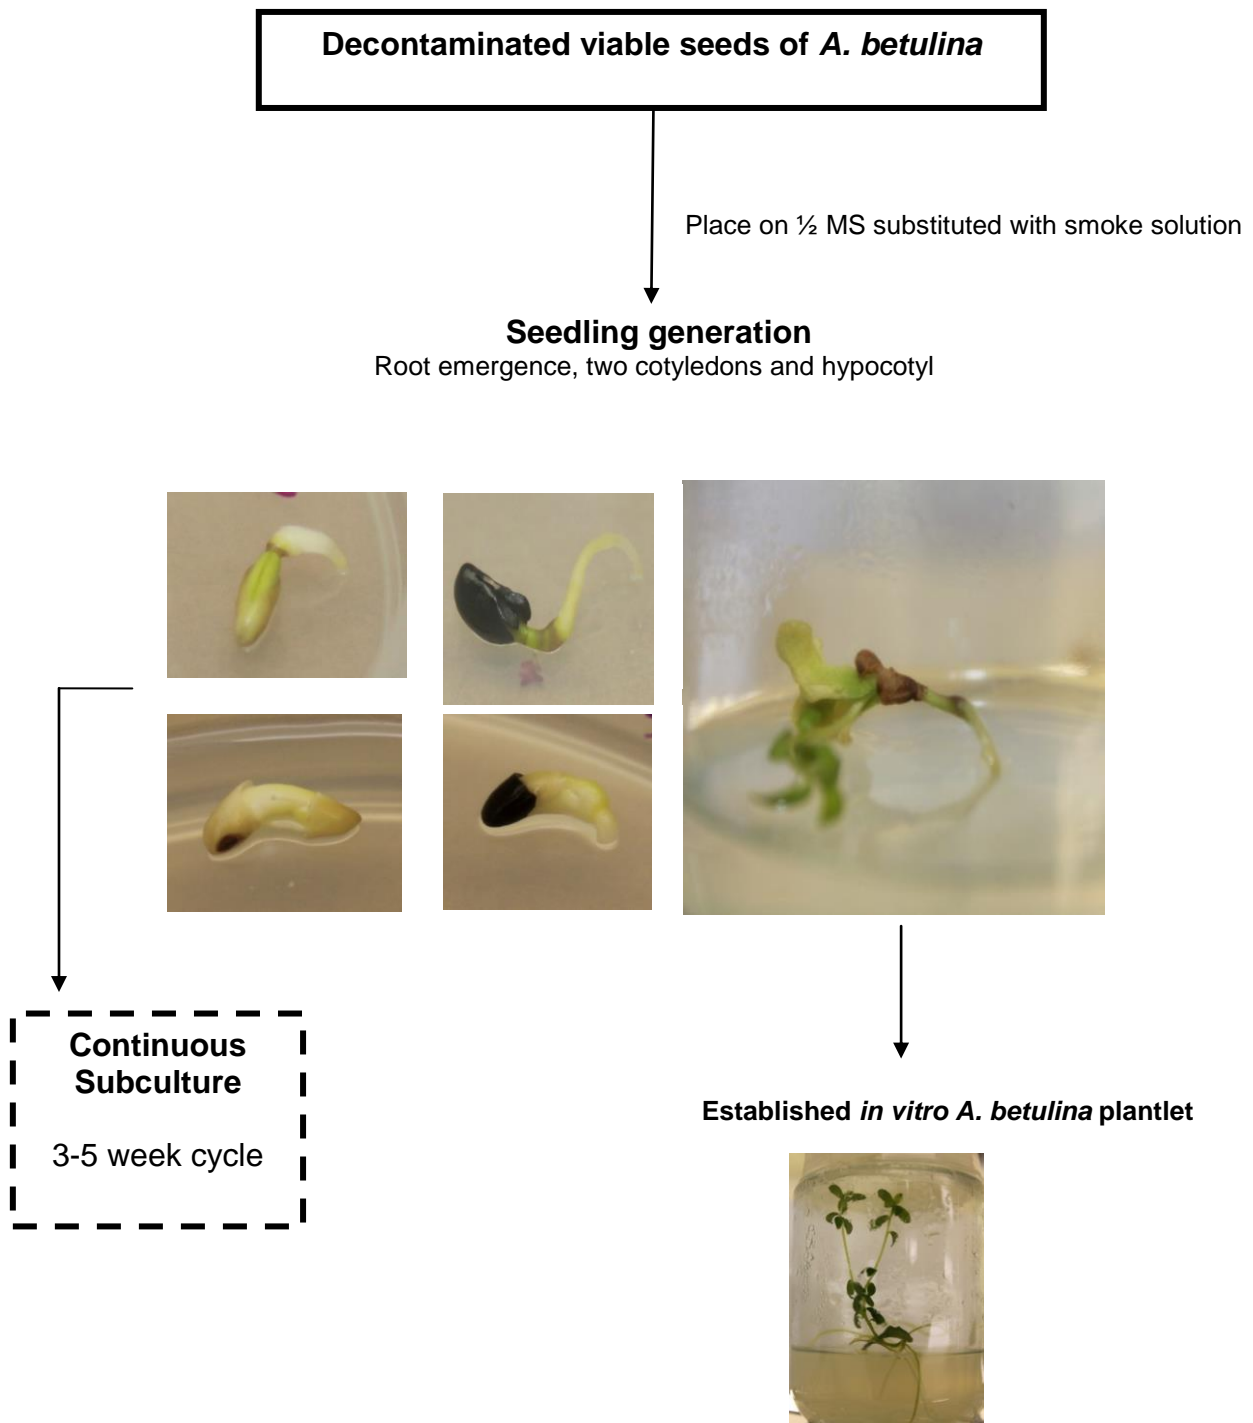 Decontaminated viable seeds of A. betulina
Place on ½ MS substituted with smoke solution
Seedling generation
Root emergence, two cotyledons and hypocotyl
Continuous
Subculture
3-5 week cycle
Established in vitro A. betulina plantlet